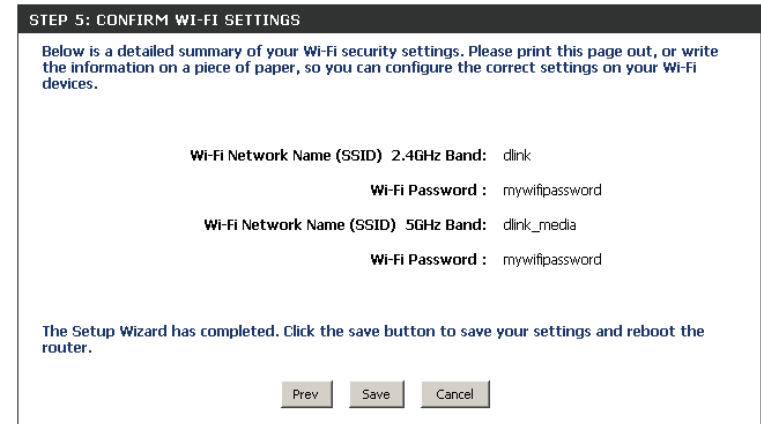 STEP 5: CONFIRM WI-FI SETTINGS
Below is a detailed summary of your Wi-Fi security settings. Please print this page out, or write
the information on a piece of paper, so you can configure the correct settings on your Wi-Fi
devices.
Wi-Fi Network Name (SSID) 2.4GHz Band: dlink
Wi-Fi Password : mywifipassword
Wi-Fi Network Name (SSID) 5GHz Band: dlink_media
Wi-Fi Password : mywifipassword
The Setup Wizard has completed. Click the save button to save your settings and reboot the
router.
Prev Save Cancel